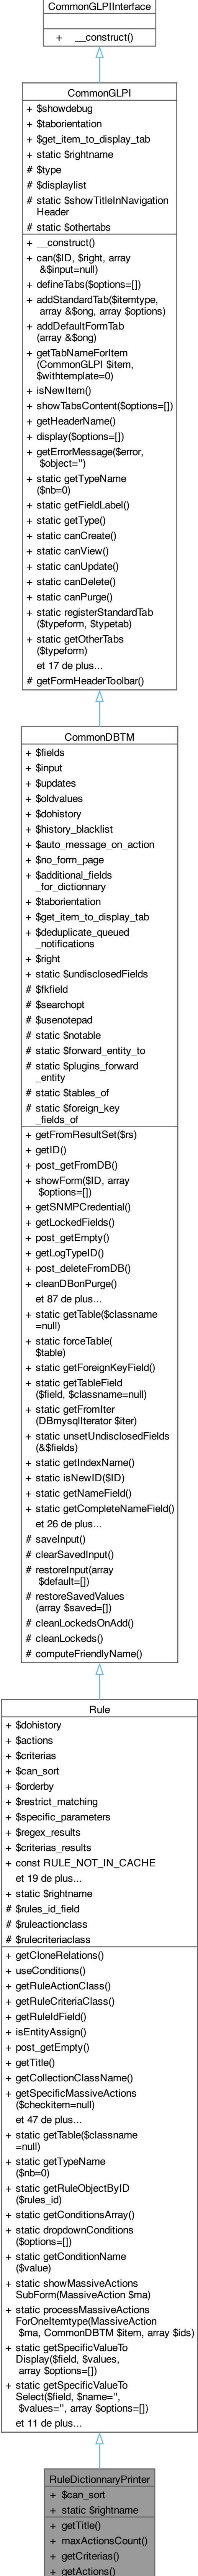 CommonGLPIInterface
+ __construct()
CommonGLPI
+ $showdebug
+ $taborientation
+ $get_item_to_display_tab
+ static $rightname
# $type
# $displaylist
# static $showTitleInNavigation
Header
# static $othertabs
+ __construct()
+ can($ID, $right, array
&$input=null)
+ defineTabs($options=[])
+ addStandardTab($itemtype,
array &$ong, array $options)
+ addDefaultFormTab
(array &$ong)
+ getTabNameForItem
(CommonGLPI $item,
$withtemplate=0)
+ isNewItem()
+ showTabsContent($options=[])
+ getHeaderName()
+ display($options=[])
+ getErrorMessage($error,
$object='')
+ static getTypeName
($nb=0)
+ static getFieldLabel()
+ static getType()
+ static canCreate()
+ static canView()
+ static canUpdate()
+ static canDelete()
+ static canPurge()
+ static registerStandardTab
($typeform, $typetab)
+ static getOtherTabs
($typeform)
et 17 de plus...
# getFormHeaderToolbar()
CommonDBTM
+ $fields
+ $input
+ $updates
+ $oldvalues
+ $dohistory
+ $history_blacklist
+ $auto_message_on_action
+ $no_form_page
+ $additional_fields
_for_dictionnary
+ $taborientation
+ $get_item_to_display_tab
+ $deduplicate_queued
_notifications
+ $right
+ static $undisclosedFields
# $fkfield
# $searchopt
# $usenotepad
# static $notable
# static $forward_entity_to
# static $plugins_forward
_entity
# static $tables_of
# static $foreign_key
_fields_of
+ getFromResultSet($rs)
+ getID()
+ post_getFromDB()
+ showForm($ID, array
$options=[])
+ getSNMPCredential()
+ getLockedFields()
+ post_getEmpty()
+ getLogTypeID()
+ post_deleteFromDB()
+ cleanDBonPurge()
et 87 de plus...
+ static getTable($classname
=null)
+ static forceTable(
$table)
+ static getForeignKeyField()
+ static getTableField
($field, $classname=null)
+ static getFromIter
(DBmysqlIterator $iter)
+ static unsetUndisclosedFields
(&$fields)
+ static getIndexName()
+ static isNewID($ID)
+ static getNameField()
+ static getCompleteNameField()
et 26 de plus...
# saveInput()
# clearSavedInput()
# restoreInput(array
$default=[])
# restoreSavedValues
(array $saved=[])
# cleanLockedsOnAdd()
# cleanLockeds()
# computeFriendlyName()
Rule
+ $dohistory
+ $actions
+ $criterias
+ $can_sort
+ $orderby
+ $restrict_matching
+ $specific_parameters
+ $regex_results
+ $criterias_results
+ const RULE_NOT_IN_CACHE
et 19 de plus...
+ static $rightname
# $rules_id_field
# $ruleactionclass
# $rulecriteriaclass
+ getCloneRelations()
+ useConditions()
+ getRuleActionClass()
+ getRuleCriteriaClass()
+ getRuleIdField()
+ isEntityAssign()
+ post_getEmpty()
+ getTitle()
+ getCollectionClassName()
+ getSpecificMassiveActions
($checkitem=null)
et 47 de plus...
+ static getTable($classname
=null)
+ static getTypeName
($nb=0)
+ static getRuleObjectByID
($rules_id)
+ static getConditionsArray()
+ static dropdownConditions
($options=[])
+ static getConditionName
($value)
+ static showMassiveActions
SubForm(MassiveAction $ma)
+ static processMassiveActions
ForOneItemtype(MassiveAction
$ma, CommonDBTM $item, array $ids)
+ static getSpecificValueTo
Display($field, $values,
array $options=[])
+ static getSpecificValueTo
Select($field, $name='',
$values='', array $options=[])
et 11 de plus...
RuleDictionnaryPrinter
+ $can_sort
+ static $rightname
+ getTitle()
+ maxActionsCount()
+ getCriterias()
+ getActions()